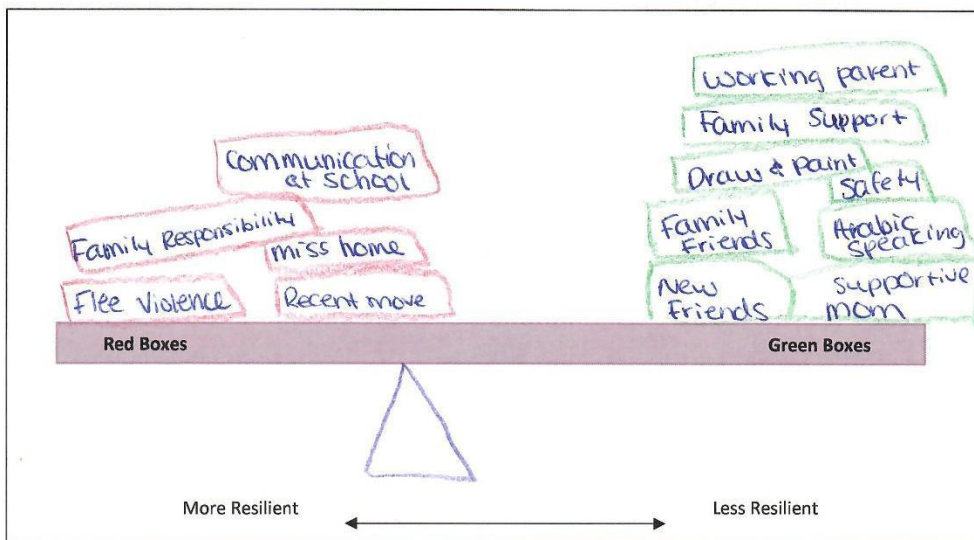 Communication
at School
Family Responsibility
miss home
Flee Violence
Recent move
Working parent
Family Support
Draw & Paint
Safety
Family
Friends
Arabic
Speaking
New
Friends
Supportive
mom
Red Boxes
Green Boxes
More Resilient
Less Resilient